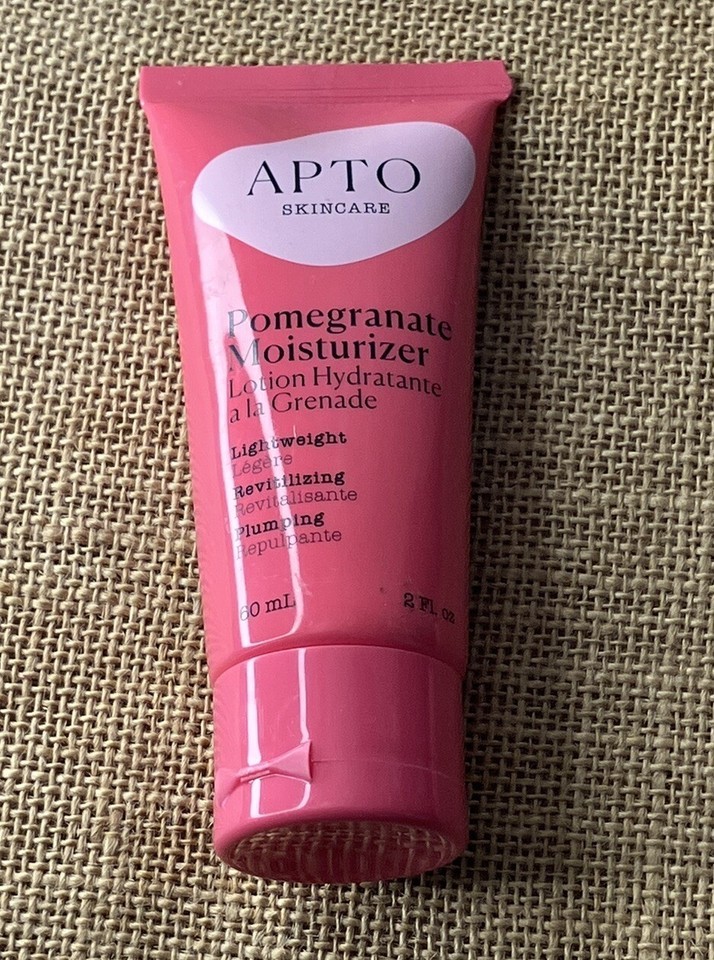 APTO
SKINCARE
Pomegranate
Moisturizer
Lotion Hydratante
a la Grenade
Lightweight
Légère
Revitilizing
Revitalisante
Plumping
Repulpante
60 mL 2 Fl. oz